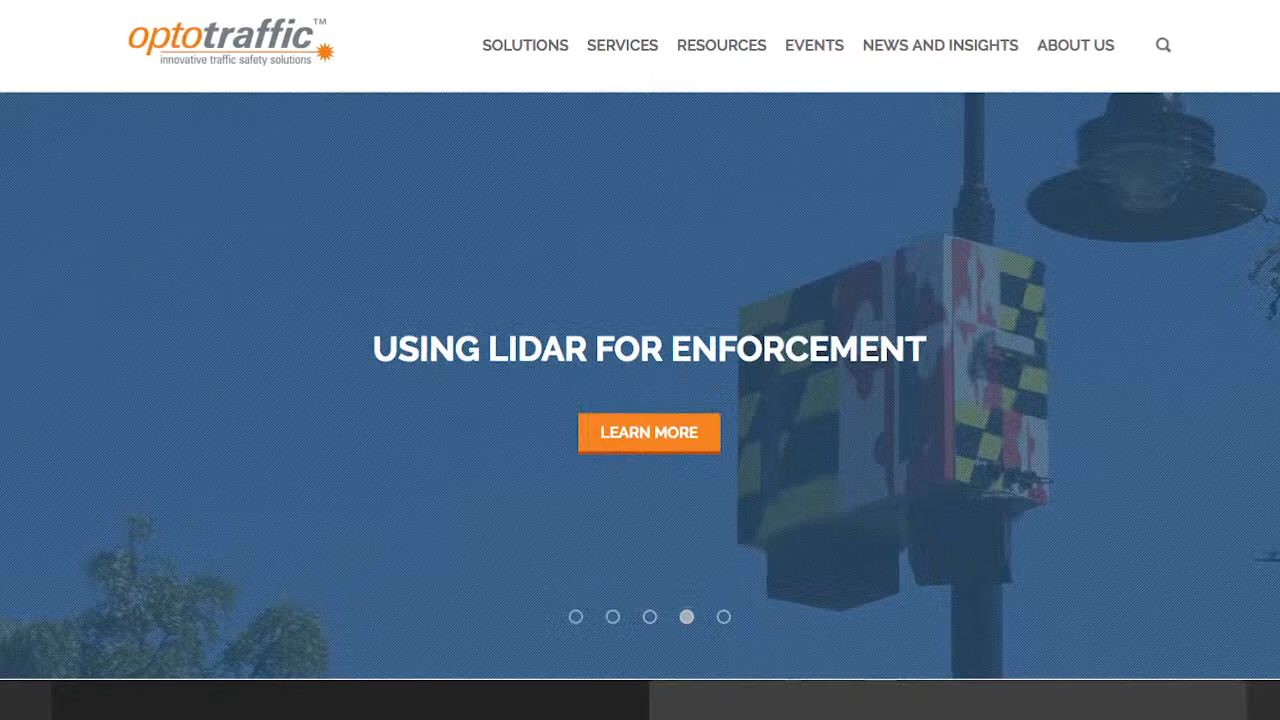 optotraffic™
innovative traffic safety solutions
SOLUTIONS SERVICES RESOURCES EVENTS NEWS AND INSIGHTS ABOUT US
USING LIDAR FOR ENFORCEMENT
LEARN MORE